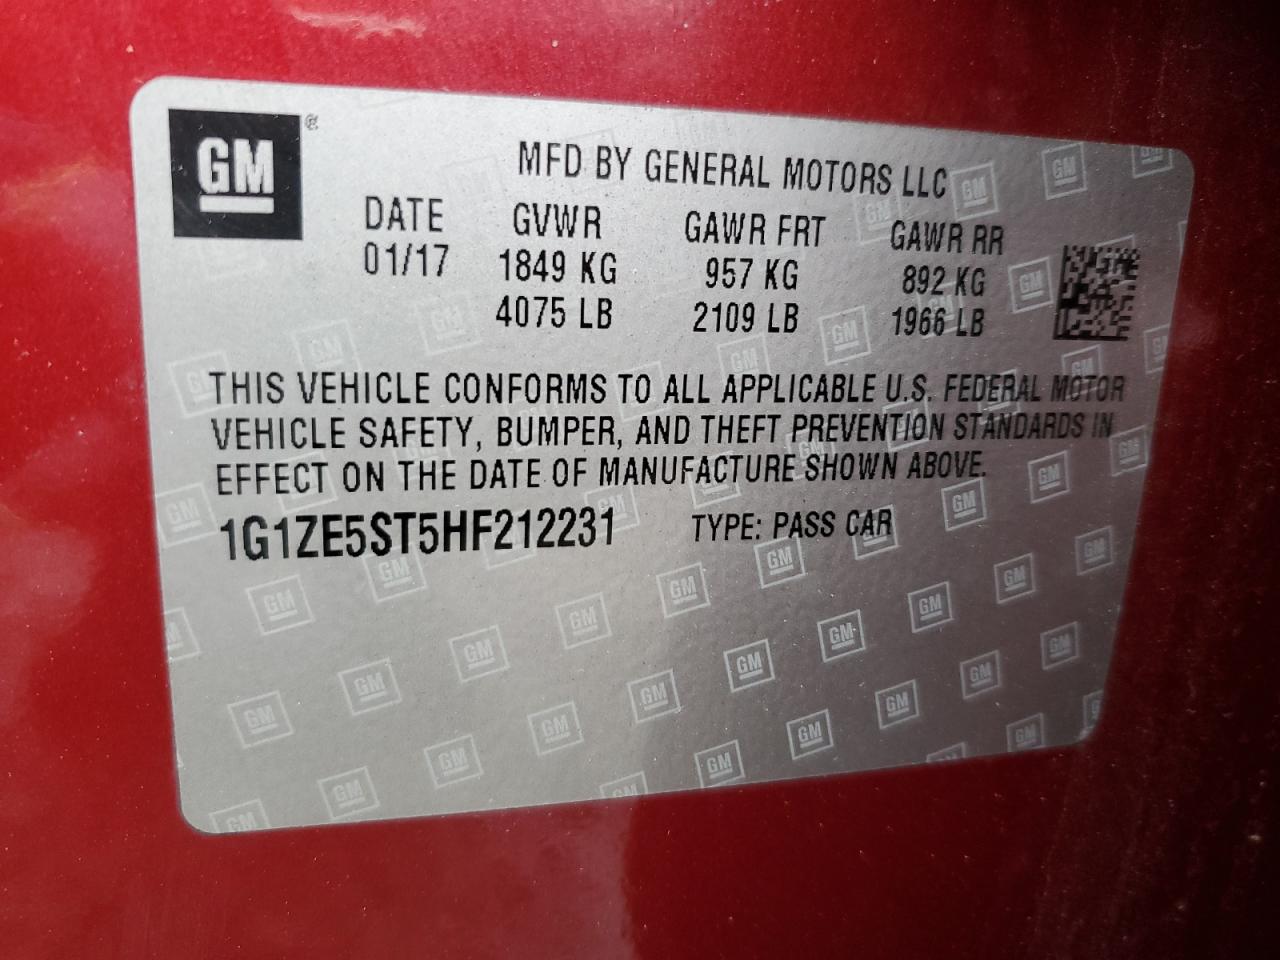 GM ®
MFD BY GENERAL MOTORS LLC
DATE GVWR GAWR FRT GAWR RR
01/17 1849 KG 957 KG 892 KG
4075 LB 2109 LB 1966 LB
THIS VEHICLE CONFORMS TO ALL APPLICABLE U.S. FEDERAL MOTOR
VEHICLE SAFETY, BUMPER, AND THEFT PREVENTION STANDARDS IN
EFFECT ON THE DATE OF MANUFACTURE SHOWN ABOVE.
1G1ZE5ST5HF212231 TYPE: PASS CAR